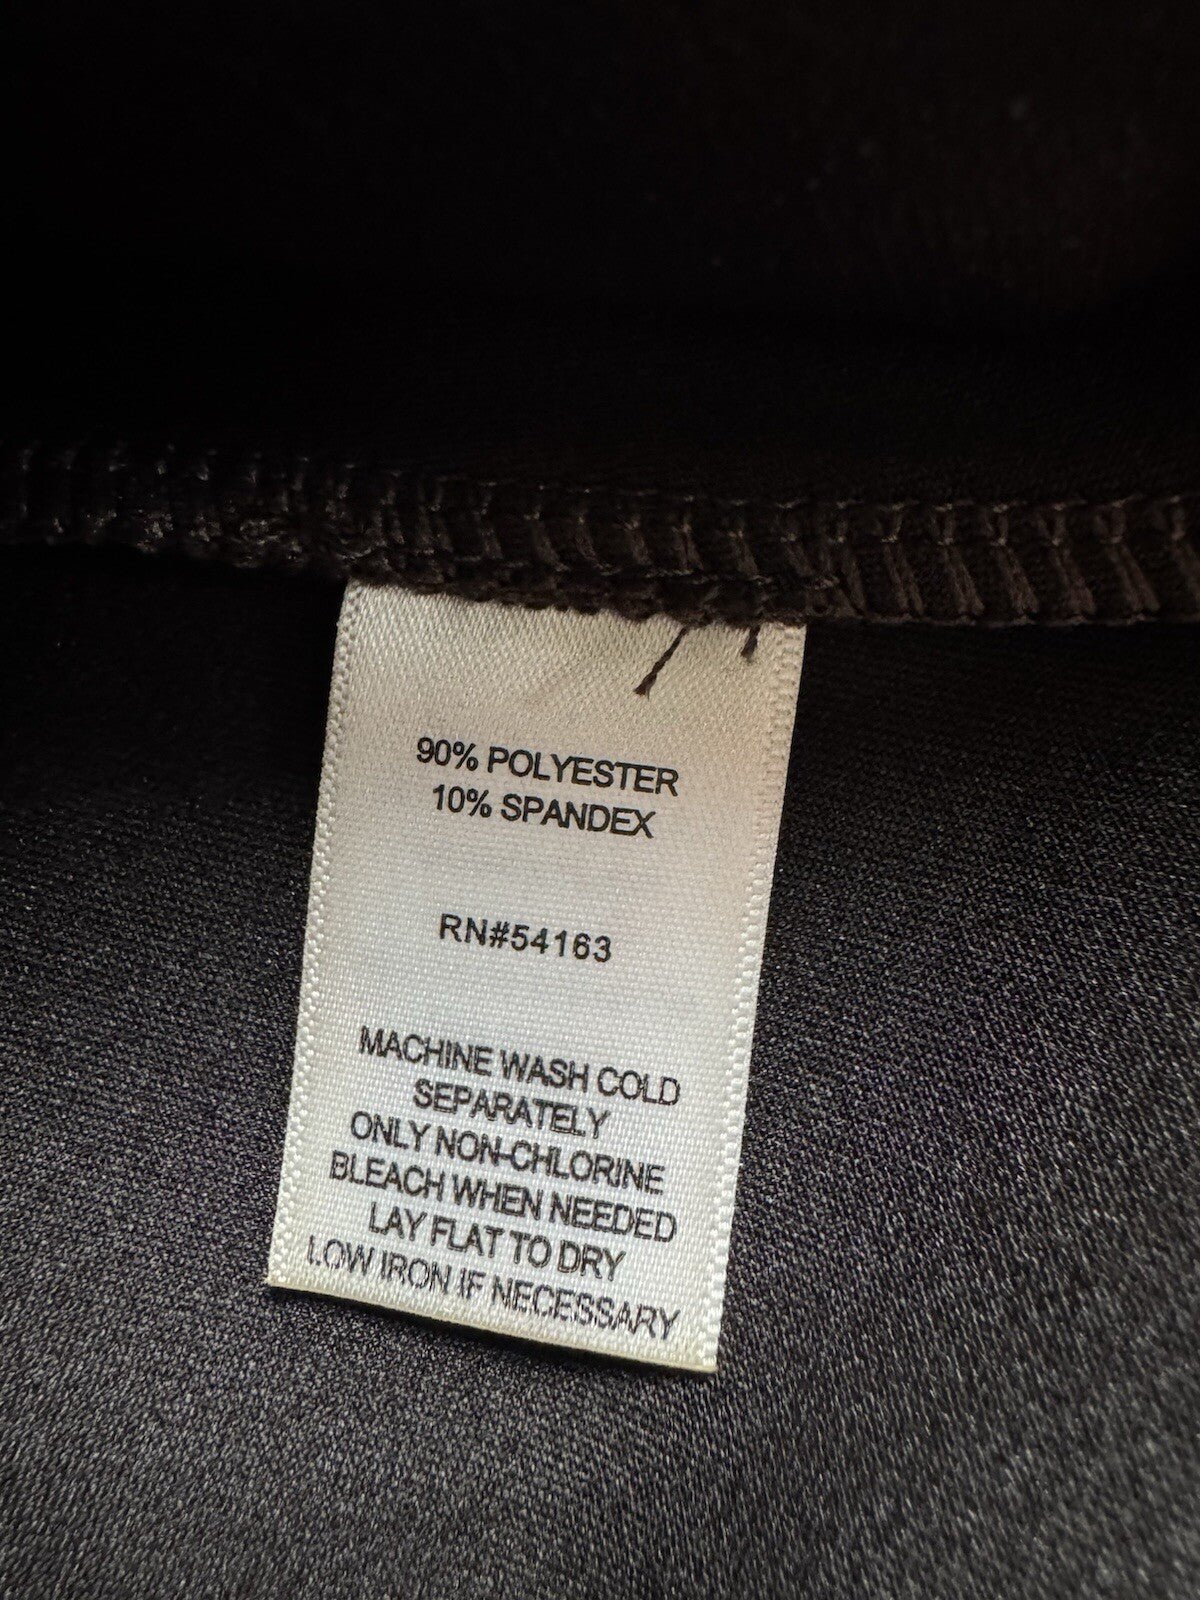 90% POLYESTER
10% SPANDEX
RN#54163
MACHINE WASH COLD
SEPARATELY
ONLY NON-CHLORINE
BLEACH WHEN NEEDED
LAY FLAT TO DRY
LOW IRON IF NECESSARY